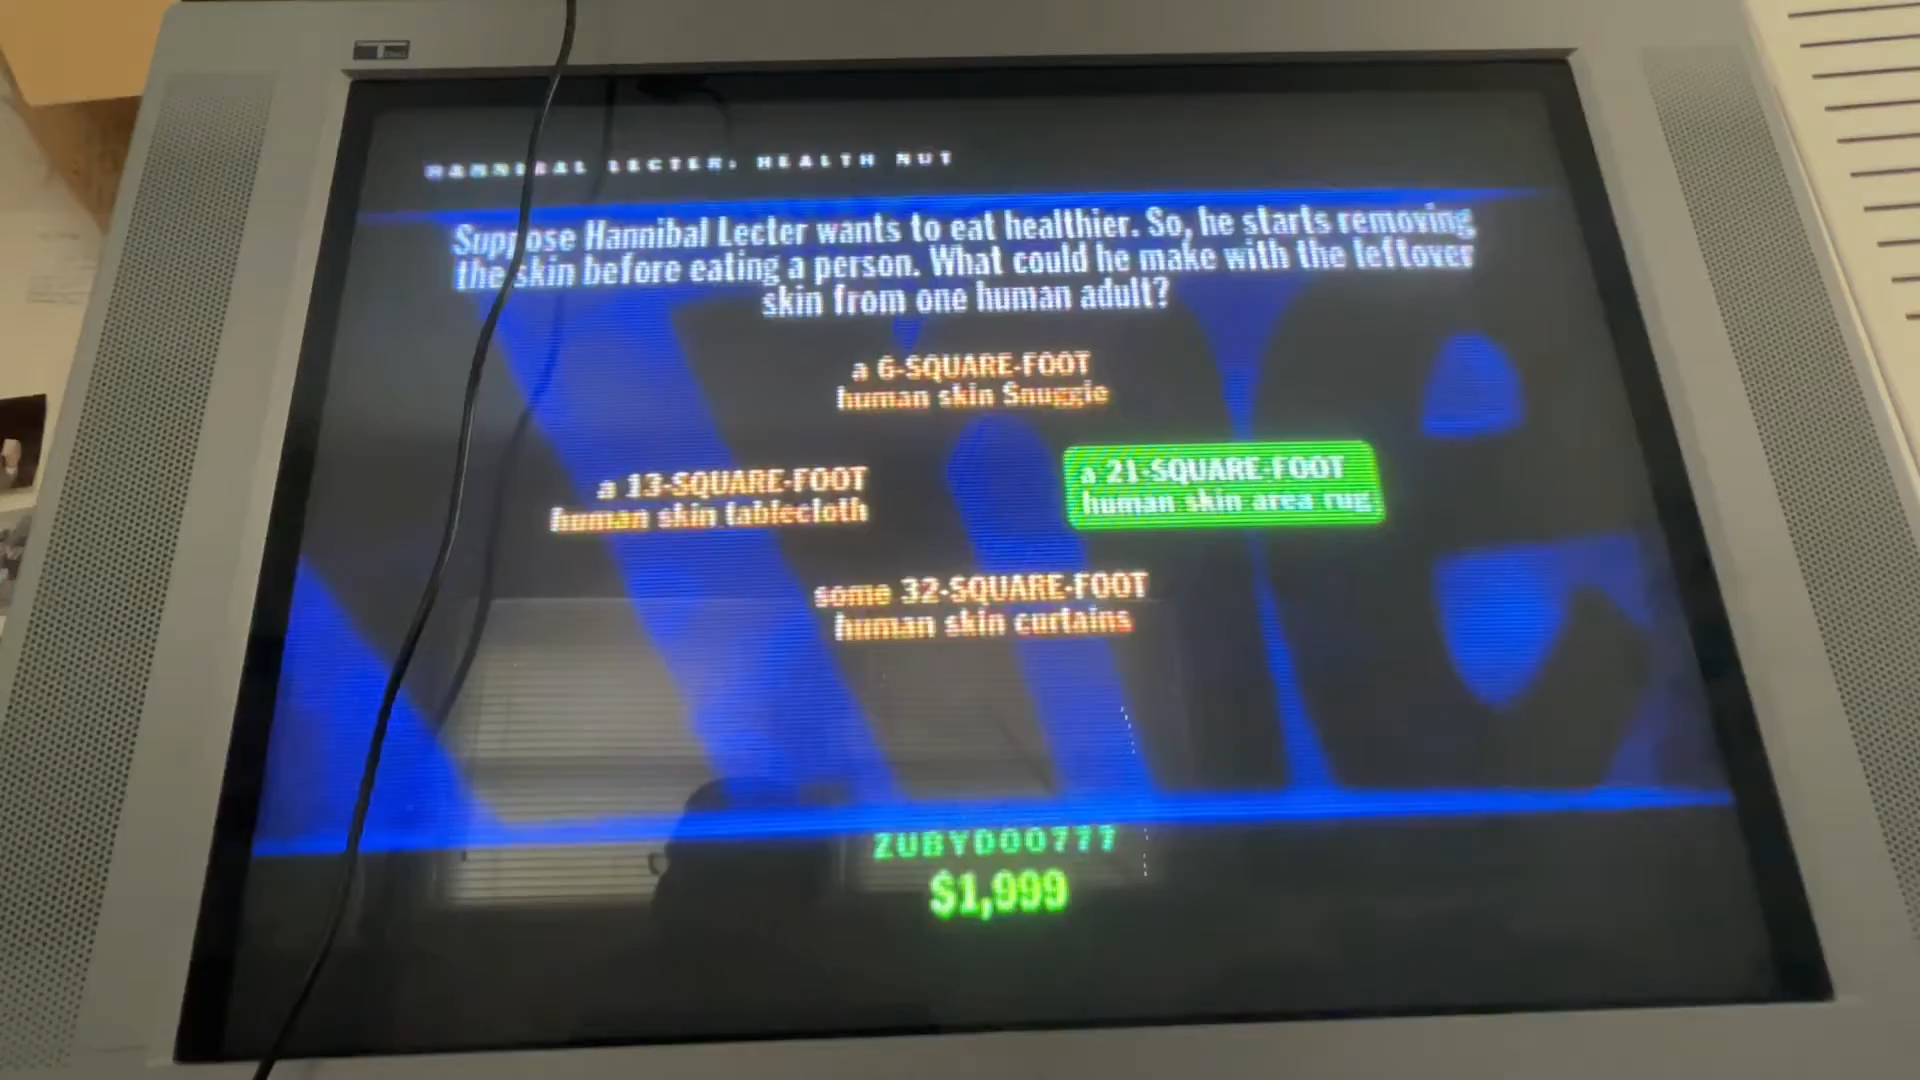 HANNIBAL LECTER, HEALTH NUT
Suppose Hannibal Lecter wants to eat healthier. So, he starts removing
the skin before eating a person. What could he make with the leftover
skin from one human adult?
a 6-SQUARE-FOOT
human skin Snuggie
a 13-SQUARE-FOOT
human skin tablecloth
a 21-SQUARE-FOOT
human skin area rug
some 32-SQUARE-FOOT
human skin curtains
ZUBYDOO777
$1,999